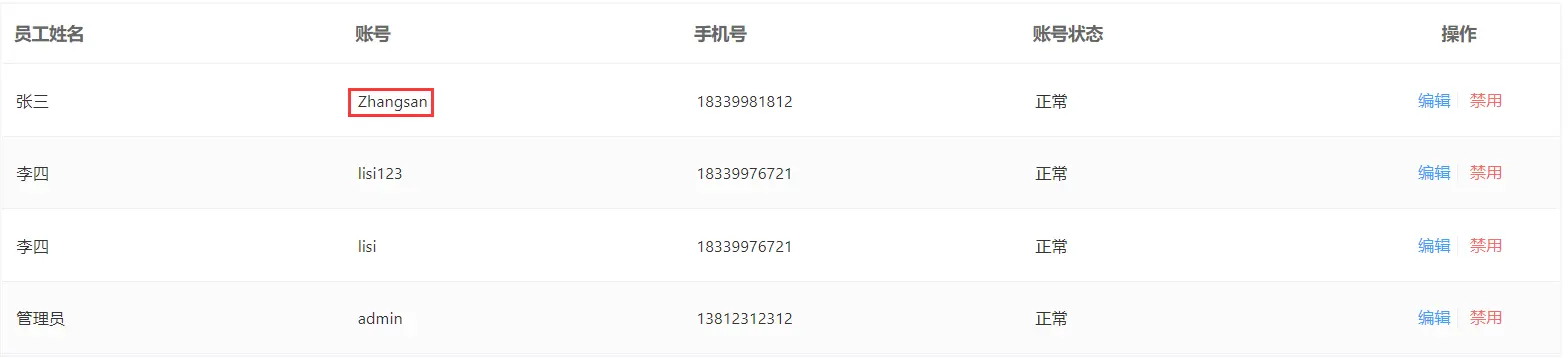 员工姓名 账号 手机号 账号状态 操作
张三 Zhangsan 18339981812 正常 编辑 禁用
李四 lisi123 18339976721 正常 编辑 禁用
李四 lisi 18339976721 正常 编辑 禁用
管理员 admin 13812312312 正常 编辑 禁用